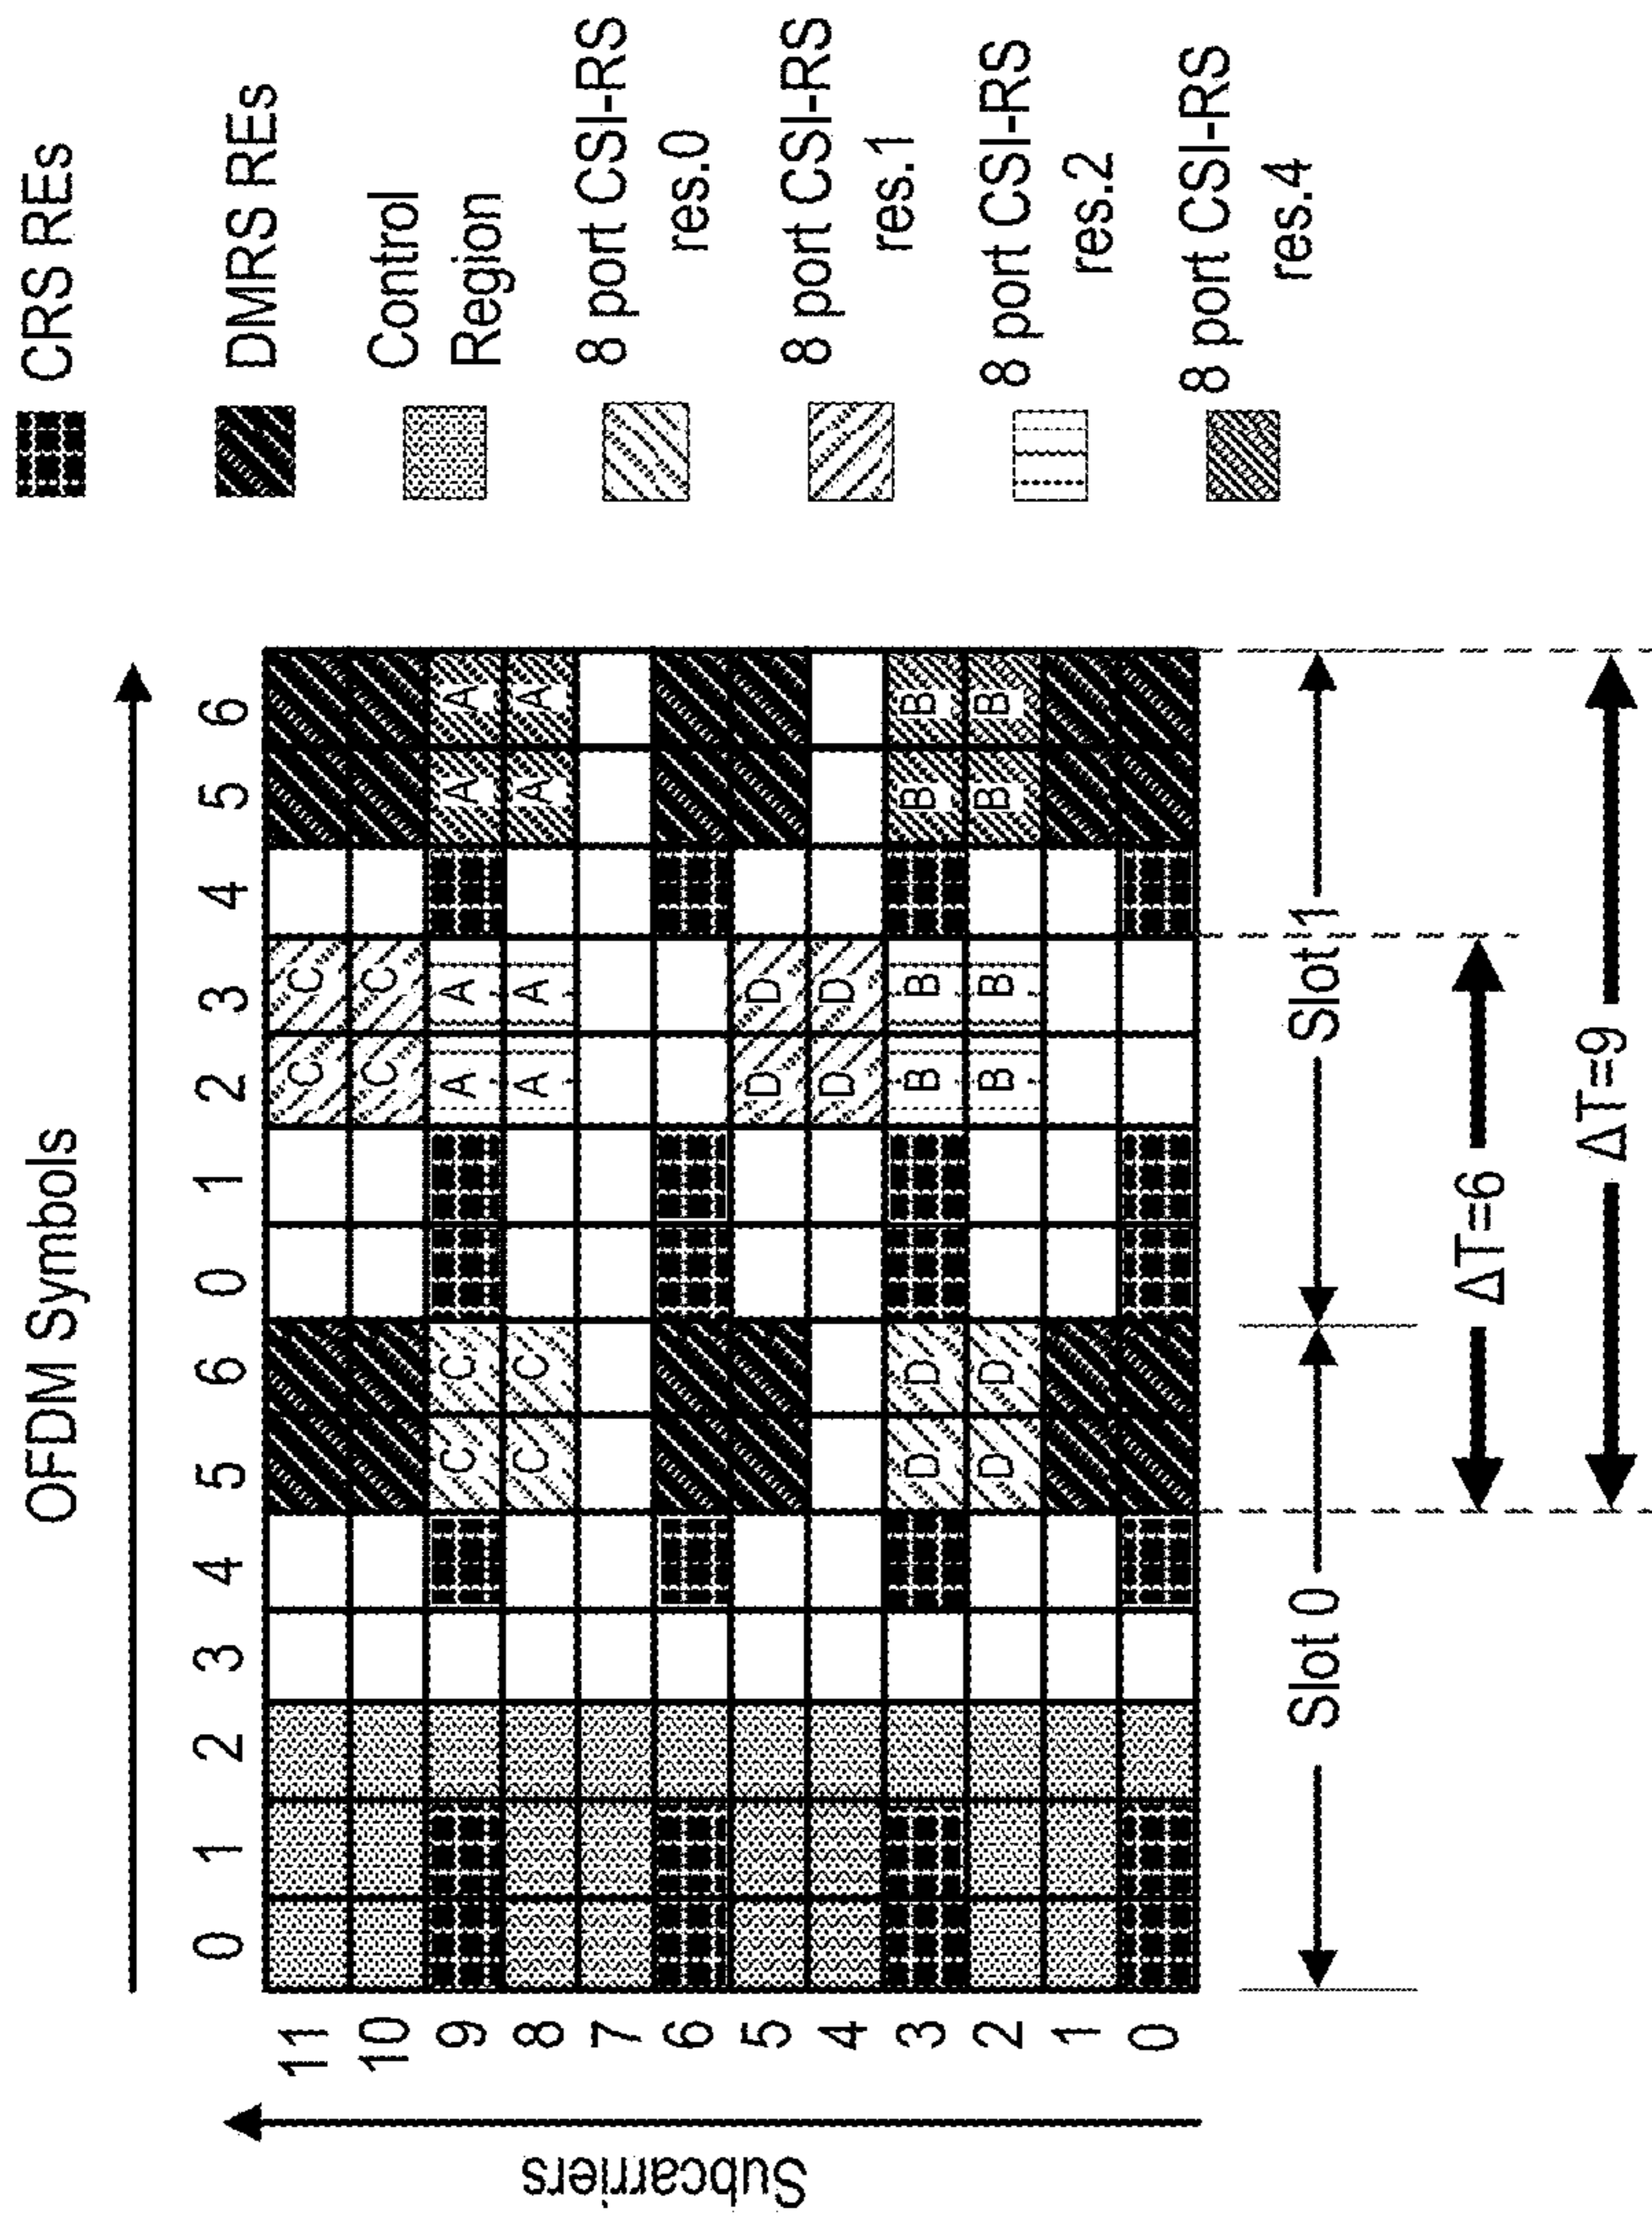 OFDM Symbols
0 1 2 3 4 5 6 0 1 2 3 4 5 6
Subcarriers
11 C C
10 C C
9 C C A A A A
8 C C A A A A
7
6
5 D D
4 D D
3 D D B B B B
2 D D B B B B
1
0
Slot 0 Slot 1
ΔT=6
ΔT=9
CRS REs
DMRS REs
Control
Region
8 port CSI-RS
res.0
8 port CSI-RS
res.1
8 port CSI-RS
res.2
8 port CSI-RS
res.4